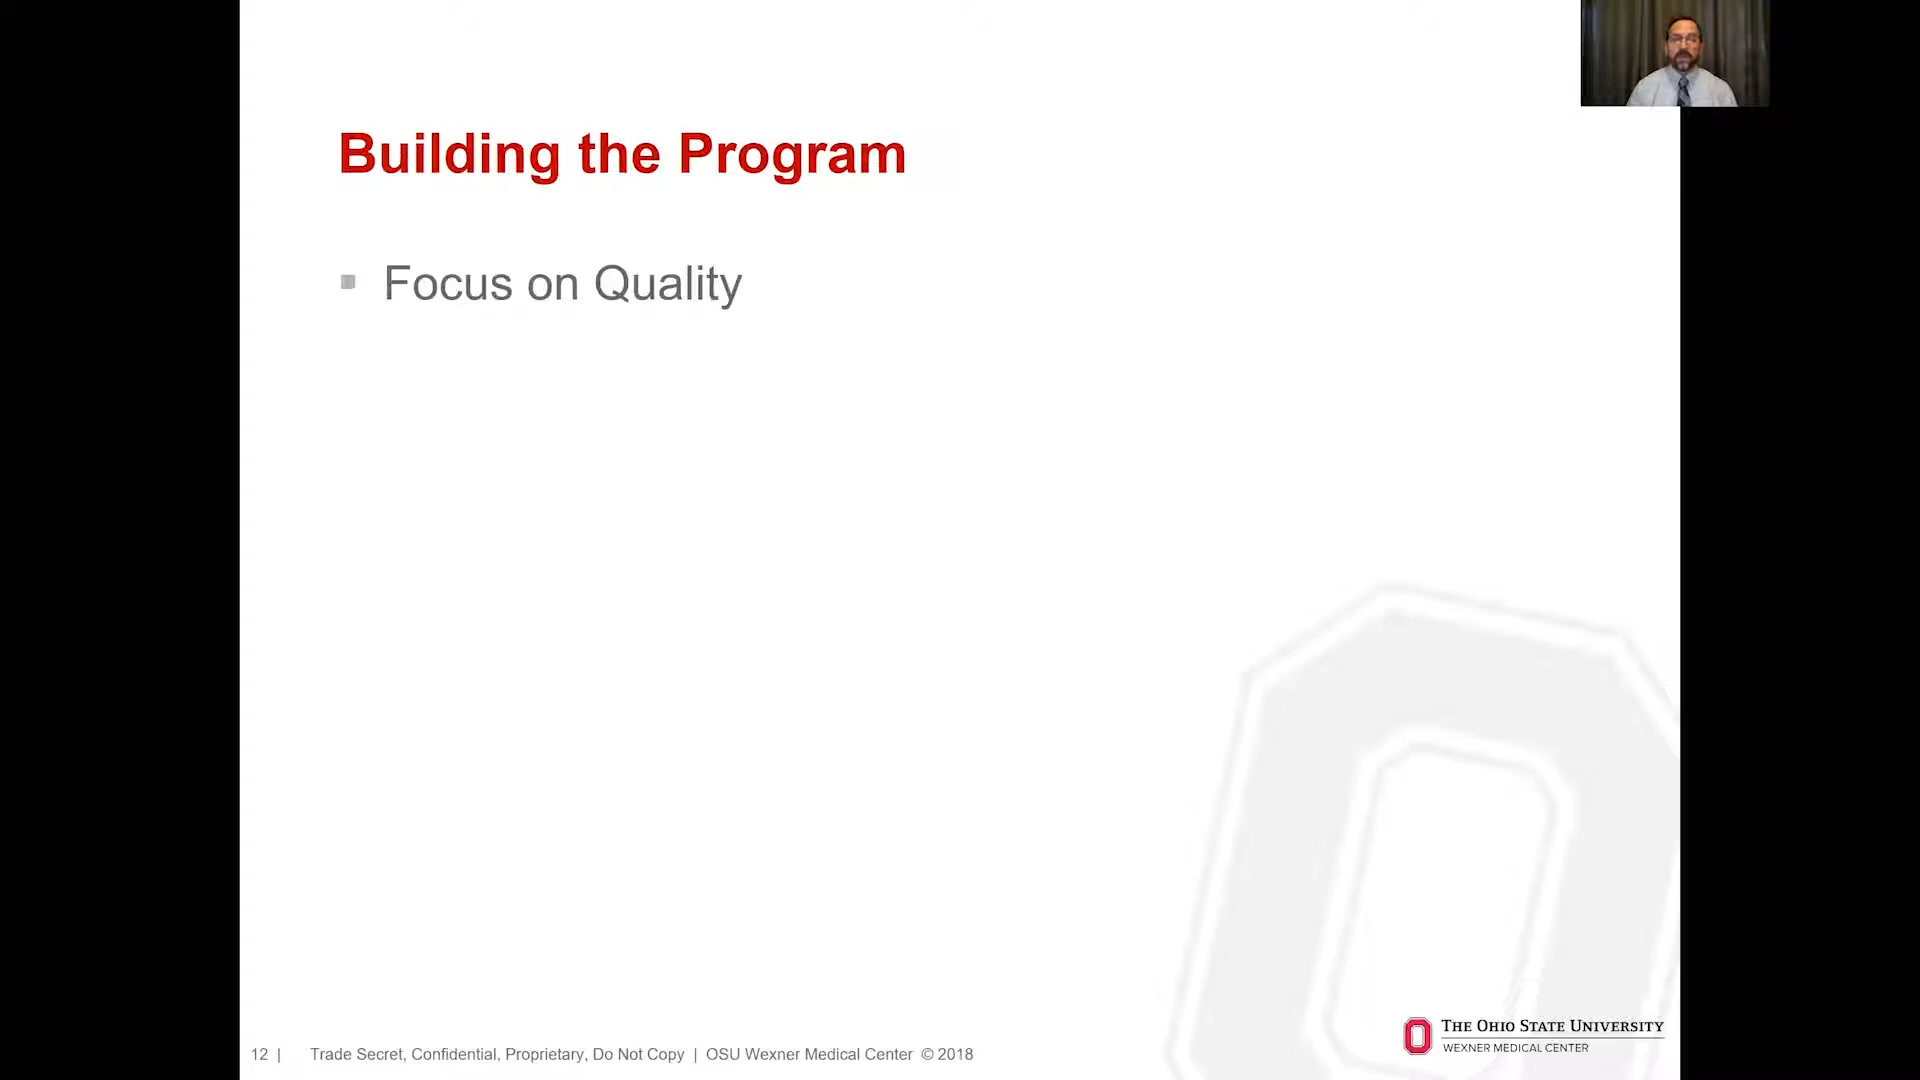 Building the Program
Focus on Quality
12 | Trade Secret, Confidential, Proprietary, Do Not Copy | OSU Wexner Medical Center © 2018
THE OHIO STATE UNIVERSITY
WEXNER MEDICAL CENTER